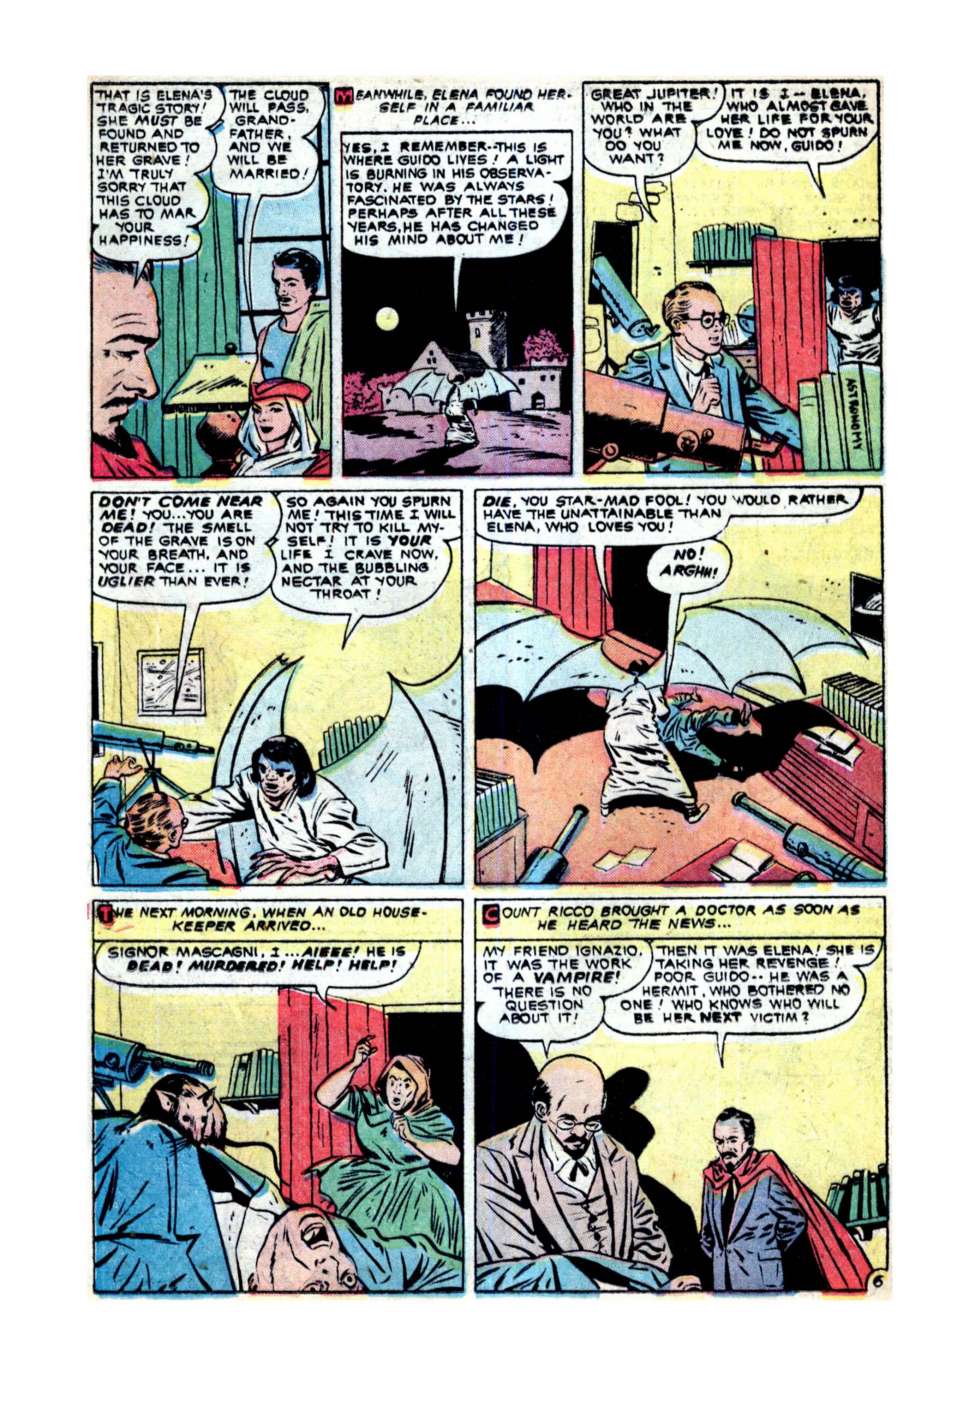 THAT IS ELENA'S
TRAGIC STORY!
SHE MUST BE
FOUND AND
RETURNED TO
HER GRAVE!
I'M TRULY
SORRY THAT
THIS CLOUD
HAS TO MAR
YOUR
HAPPINESS!
THE CLOUD
WILL PASS,
GRAND-
FATHER,
AND WE
WILL BE
MARRIED!
MEANWHILE, ELENA FOUND HER-
SELF IN A FAMILIAR
PLACE...
YES, I REMEMBER--THIS IS
WHERE GUIDO LIVES! A LIGHT
IS BURNING IN HIS OBSERVA-
TORY. HE WAS ALWAYS
FASCINATED BY THE STARS!
PERHAPS AFTER ALL THESE
YEARS, HE HAS CHANGED
HIS MIND ABOUT ME!
GREAT JUPITER!
WHO IN THE
WORLD ARE
YOU? WHAT
DO YOU
WANT?
IT IS I--ELENA,
WHO ALMOST GAVE
HER LIFE FOR YOUR
LOVE! DO NOT SPURN
ME NOW, GUIDO!
ASTRONOMY
DON'T COME NEAR
ME! YOU...YOU ARE
DEAD! THE SMELL
OF THE GRAVE IS ON
YOUR BREATH, AND
YOUR FACE... IT IS
UGLIER THAN EVER!
SO AGAIN YOU SPURN
ME! THIS TIME I WILL
NOT TRY TO KILL MY-
SELF! IT IS YOUR
LIFE I CRAVE NOW,
AND THE BUBBLING
NECTAR AT YOUR
THROAT!
DIE, YOU STAR-MAD FOOL! YOU WOULD RATHER
HAVE THE UNATTAINABLE THAN
ELENA, WHO LOVES YOU!
NO!
ARGHH!
THE NEXT MORNING, WHEN AN OLD HOUSE-
KEEPER ARRIVED...
SIGNOR MASCAGNI, I...AIEEE! HE IS
DEAD! MURDERED! HELP! HELP!
COUNT RICCO BROUGHT A DOCTOR AS SOON AS
HE HEARD THE NEWS...
MY FRIEND IGNAZIO,
IT WAS THE WORK
OF A VAMPIRE!
THERE IS NO
QUESTION
ABOUT IT!
THEN IT WAS ELENA! SHE IS
TAKING HER REVENGE!
POOR GUIDO-- HE WAS A
HERMIT, WHO BOTHERED NO
ONE! WHO KNOWS WHO WILL
BE HER NEXT VICTIM?
6